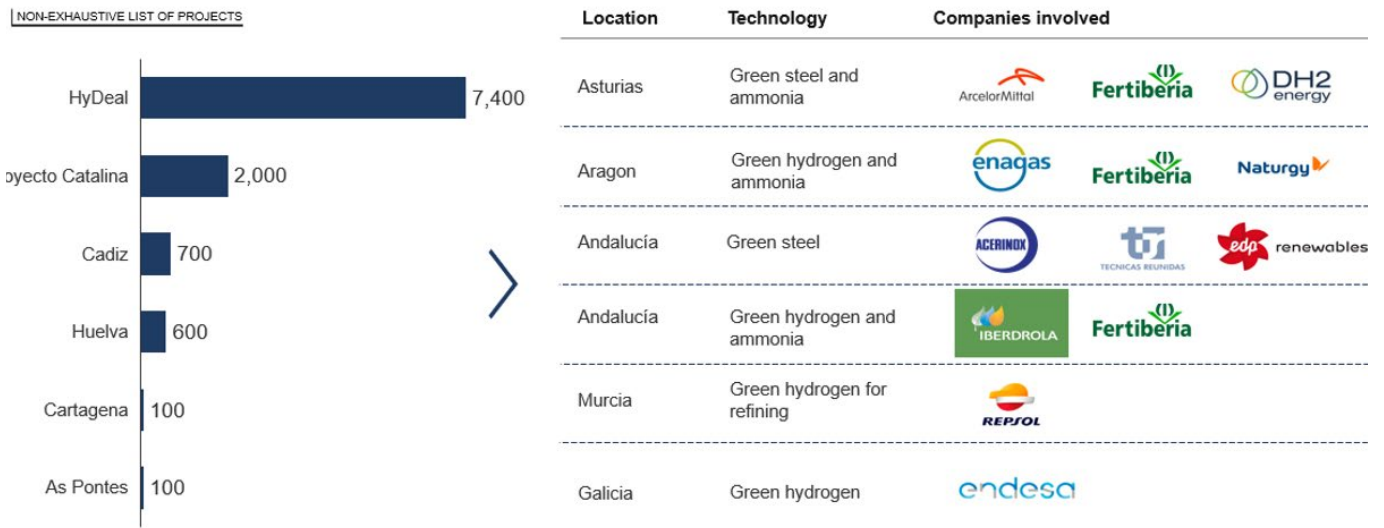 NON-EXHAUSTIVE LIST OF PROJECTS
Location Technology Companies involved
HyDeal 7,400 Asturias Green steel and
ammonia ArcelorMittal Fertiberia DH2
energy
oyecto Catalina 2,000 Aragon Green hydrogen and
ammonia enagas Fertiberia Naturgy
Cadiz 700 Andalucía Green steel ACERINOX tr TECNICAS REUNIDAS edp renewables
Huelva 600 Andalucía Green hydrogen and
ammonia IBERDROLA Fertiberia
Cartagena 100 Murcia Green hydrogen for
refining REPSOL
As Pontes 100 Galicia Green hydrogen endesa